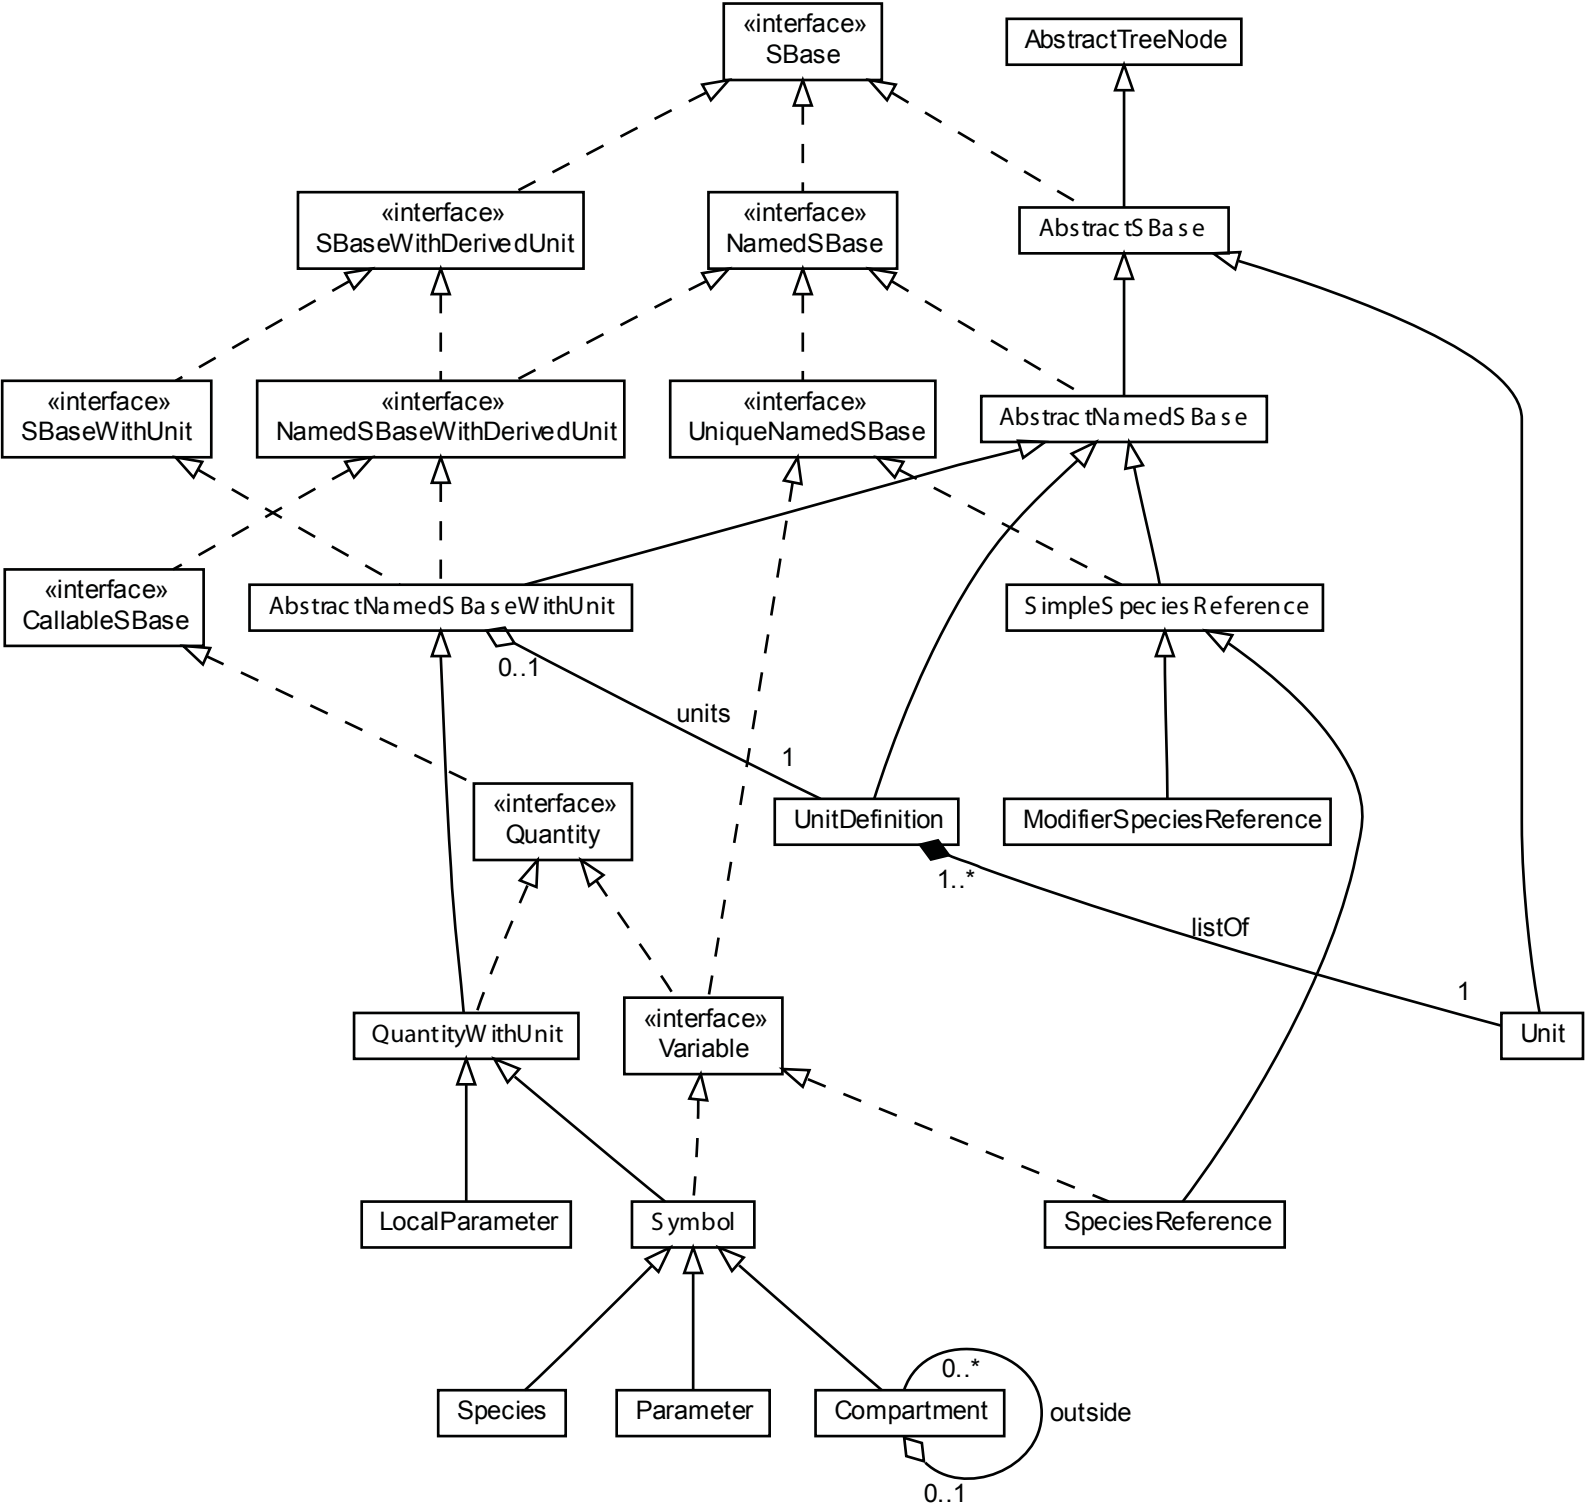 «interface»
SBase
AbstractTreeNode
«interface»
SBaseWithDerivedUnit
«interface»
NamedSBase
AbstractSBase
«interface»
SBaseWithUnit
«interface»
NamedSBaseWithDerivedUnit
«interface»
UniqueNamedSBase
AbstractNamedSBase
«interface»
CallableSBase
AbstractNamedSBaseWithUnit
SimpleSpeciesReference
0..1
units
1
«interface»
Quantity
UnitDefinition
ModifierSpeciesReference
1..*
listOf
1
QuantityWithUnit
«interface»
Variable
Unit
LocalParameter
Symbol
SpeciesReference
0..*
Species
Parameter
Compartment
outside
0..1